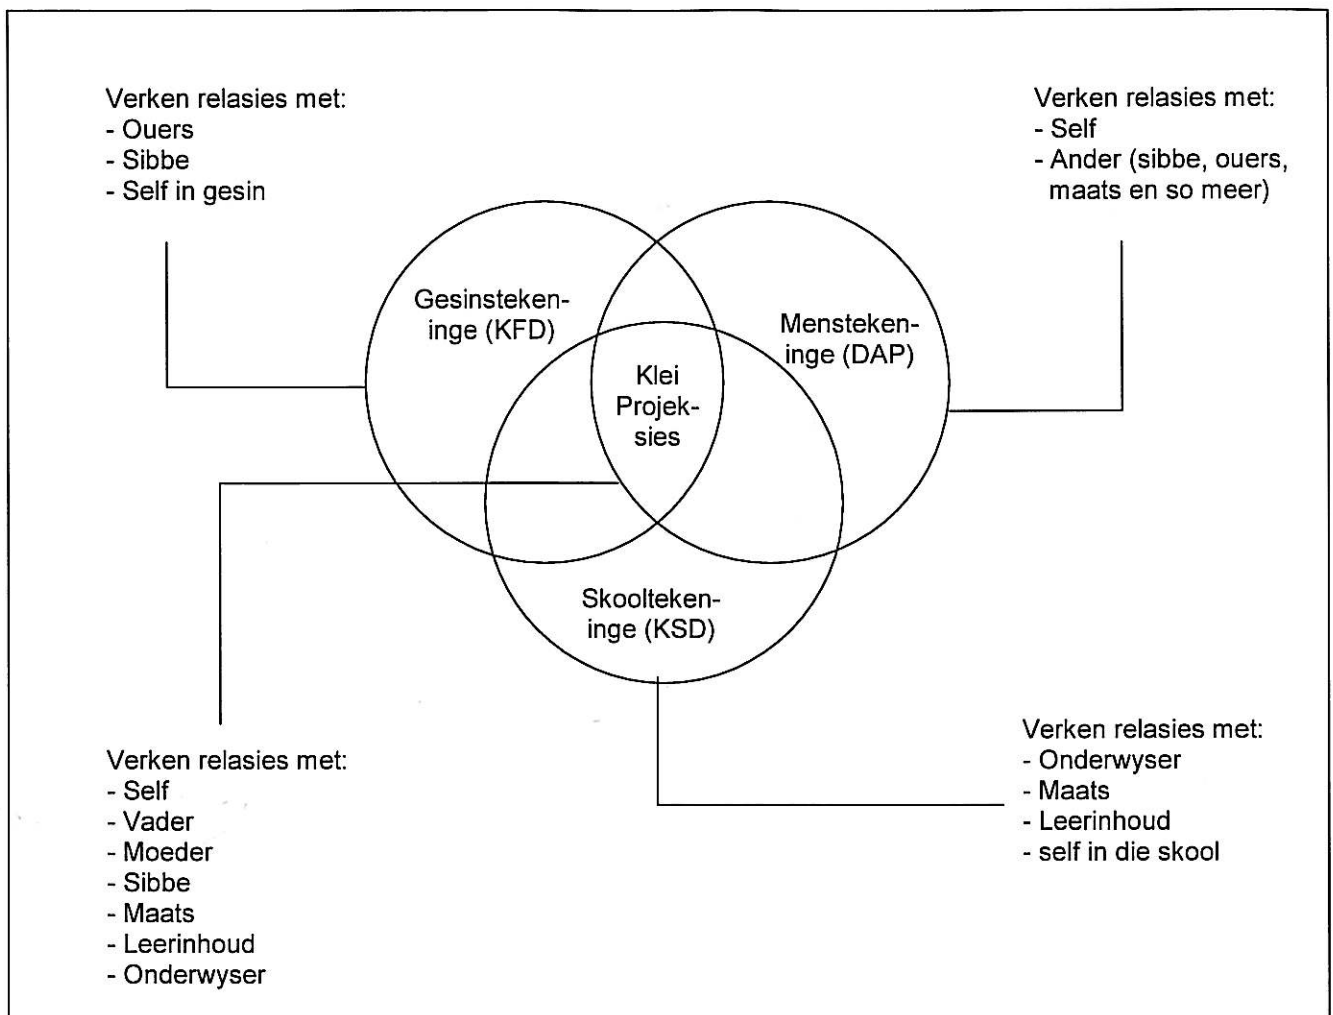 Verken relasies met:
- Ouers
- Sibbe
- Self in gesin
Verken relasies met:
- Self
- Ander (sibbe, ouers,
maats en so meer)
Gesinsteken-
inge (KFD)
Mensteken-
inge (DAP)
Klei
Projek-
sies
Skoolteken-
inge (KSD)
Verken relasies met:
- Self
- Vader
- Moeder
- Sibbe
- Maats
- Leerinhoud
- Onderwyser
Verken relasies met:
- Onderwyser
- Maats
- Leerinhoud
- self in die skool